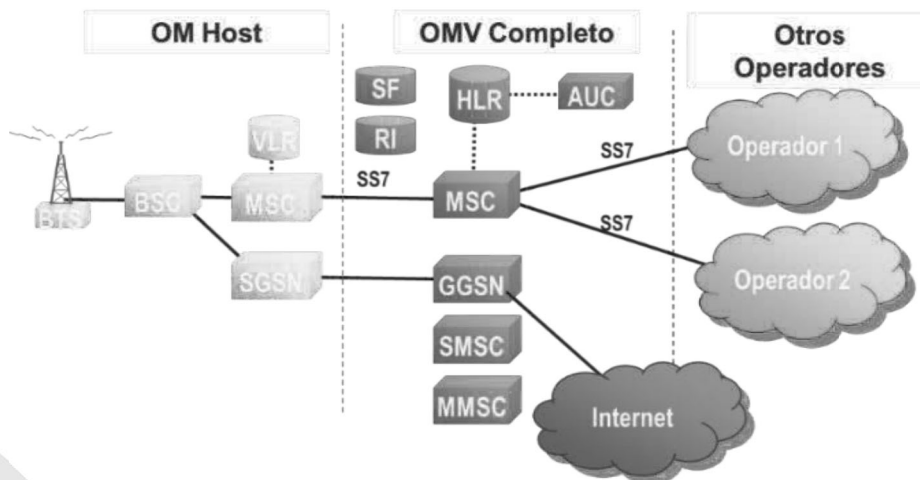 OM Host
OMV Completo
Otros
Operadores
SF
HLR
AUC
VLR
RI
Operador 1
SS7
BTS
BSC
MSC
SS7
MSC
SS7
SGSN
GGSN
Operador 2
SMSC
MMSC
Internet